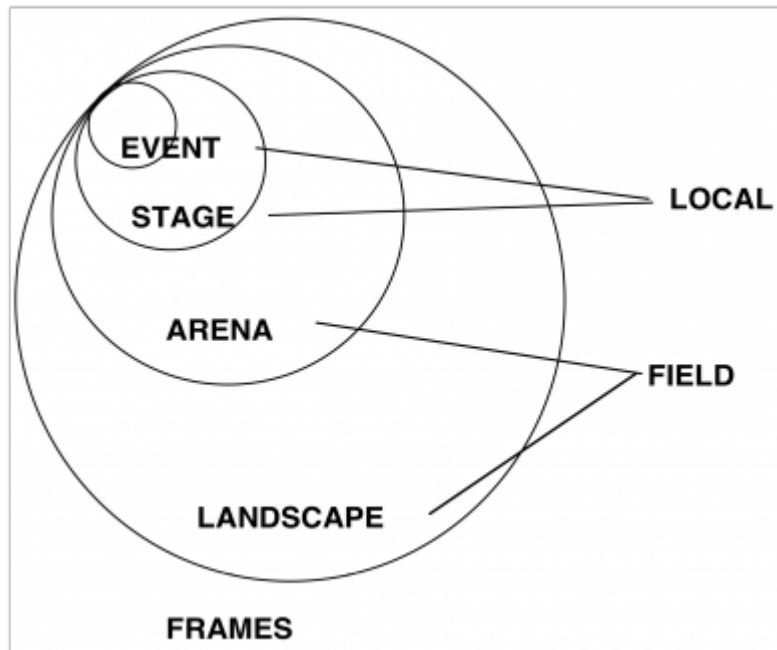 EVENT
STAGE
LOCAL
ARENA
FIELD
LANDSCAPE
FRAMES